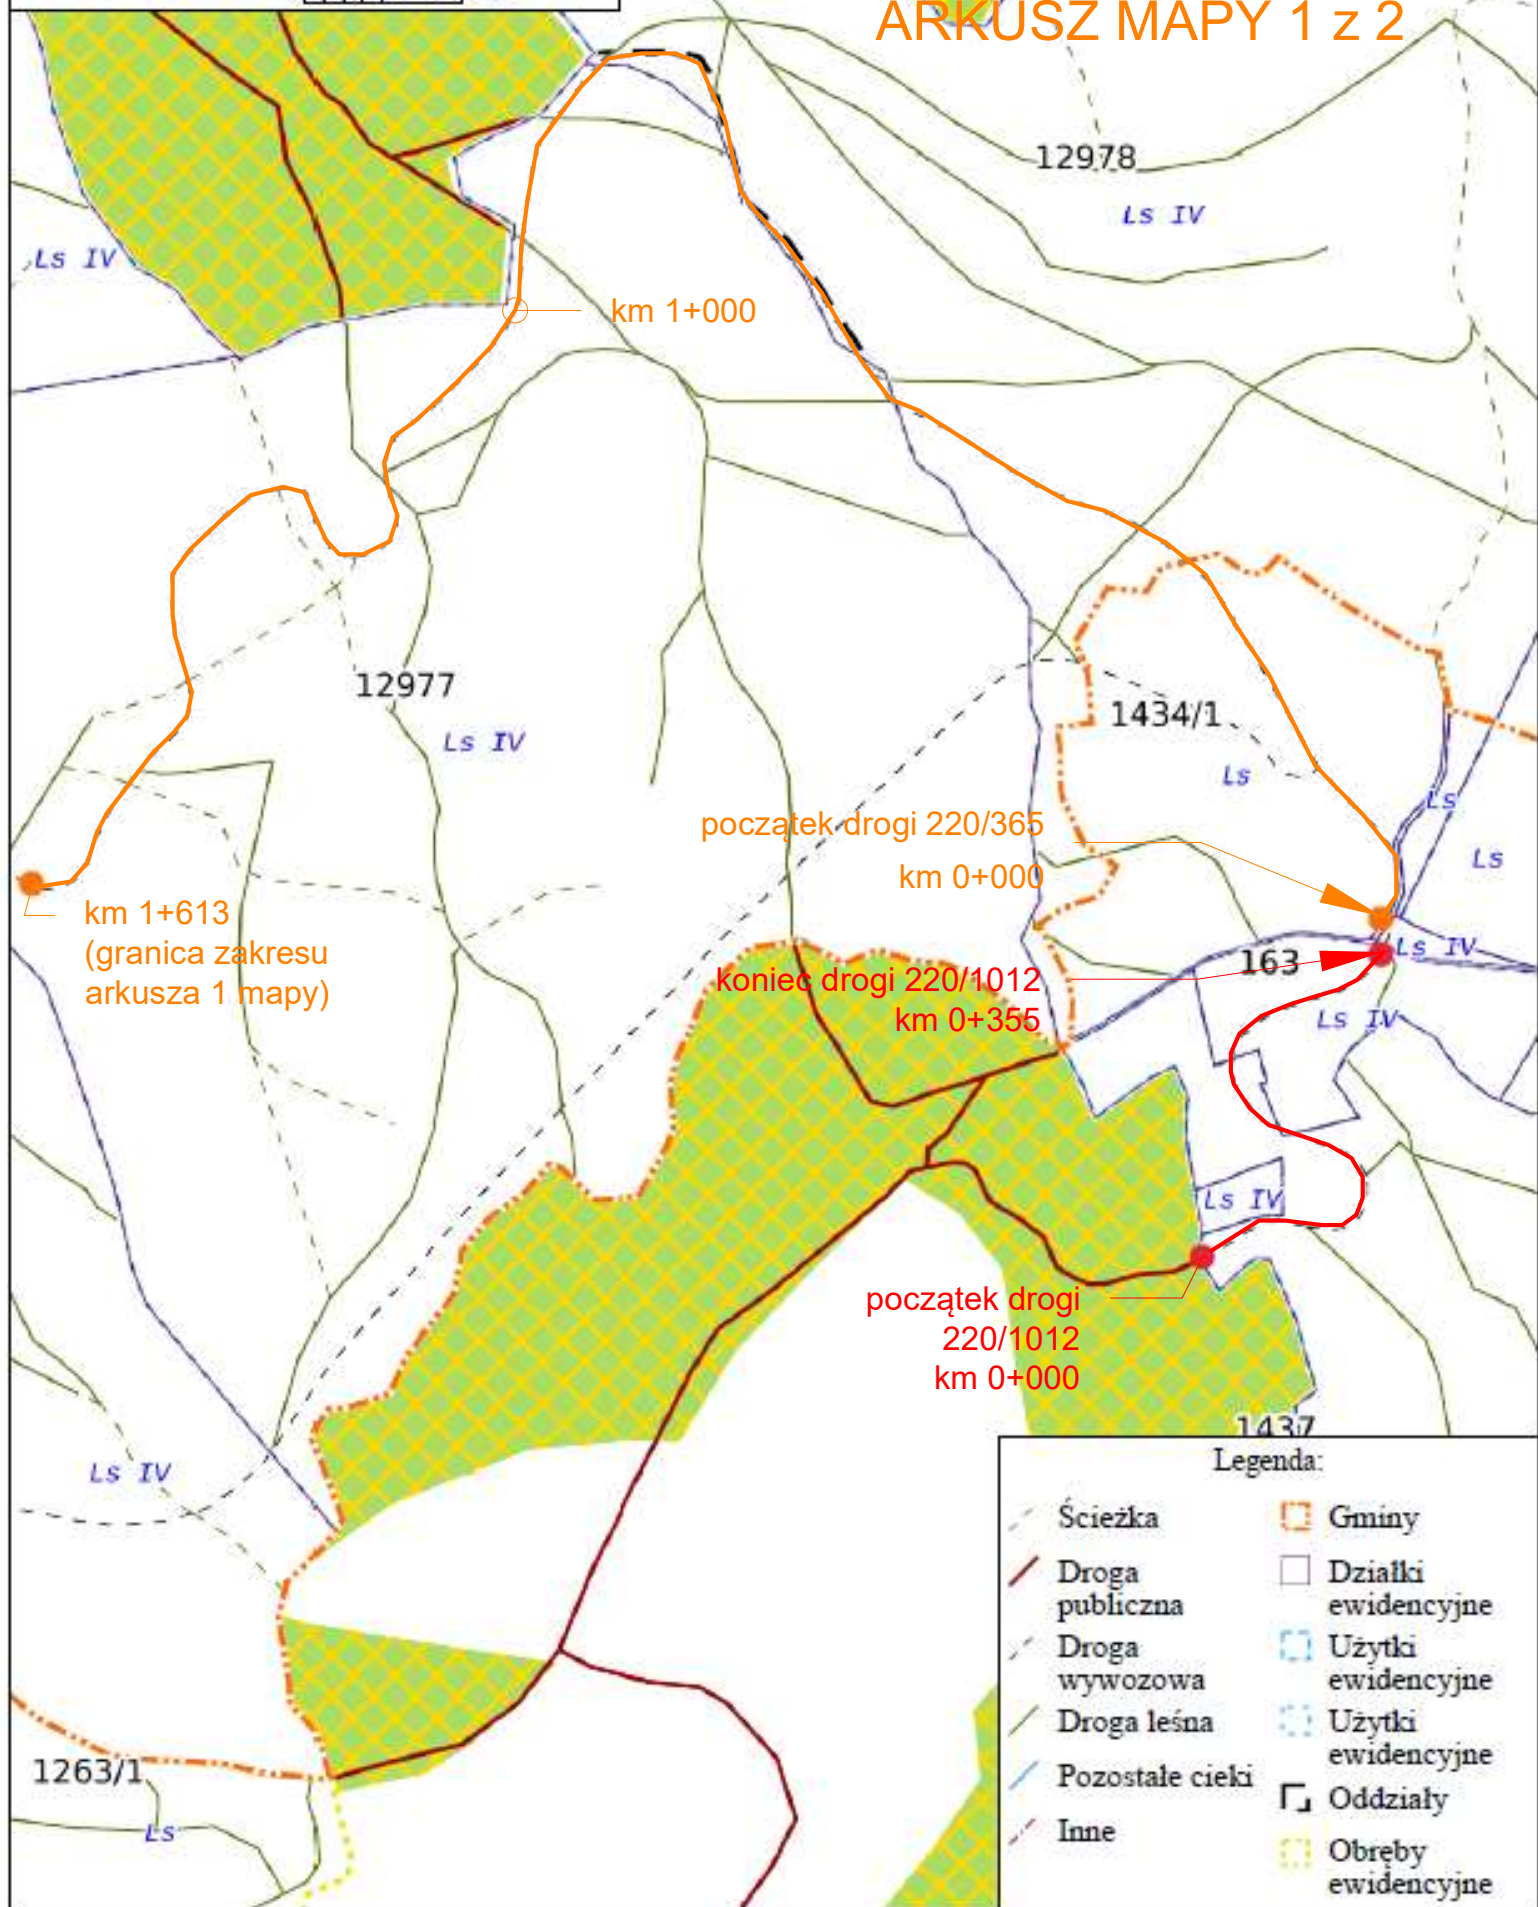 ARKUSZ MAPY 1 z 2
12978
Ls IV
Ls IV
km 1+000
12977
Ls IV
1434/1
Ls
Ls
Ls
początek drogi 220/365
km 0+000
km 1+613
(granica zakresu
arkusza 1 mapy)
Ls IV
163
koniec drogi 220/1012
km 0+355
Ls IV
Ls IV
początek drogi
220/1012
km 0+000
1437
Ls IV
1263/1
Ls
Legenda:
Ścieżka
Droga
publiczna
Droga
wywozowa
Droga leśna
Pozostałe cieki
Inne
Gminy
Działki
ewidencyjne
Użytki
ewidencyjne
Użytki
ewidencyjne
Oddziały
Obręby
ewidencyjne